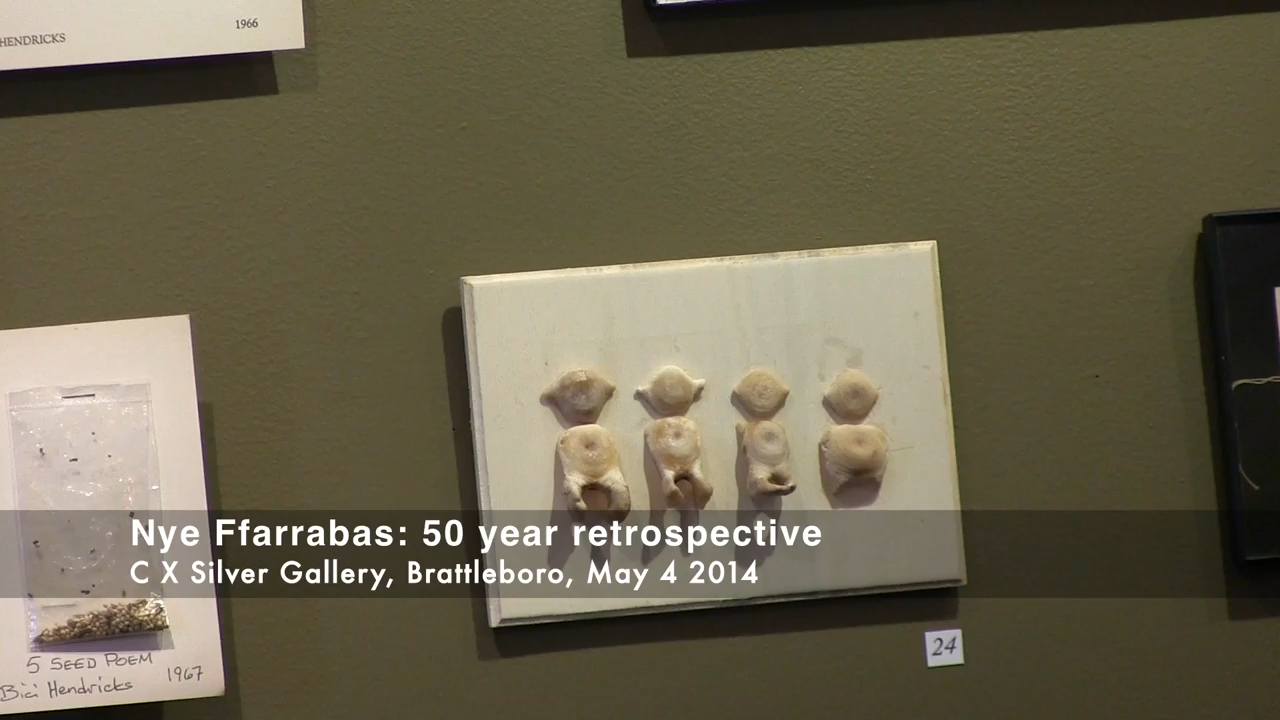 1966
HENDRICKS
Nye Ffarrabas: 50 year retrospective
C X Silver Gallery, Brattleboro, May 4 2014
24
5 SEED POEM
1967
Bici Hendricks